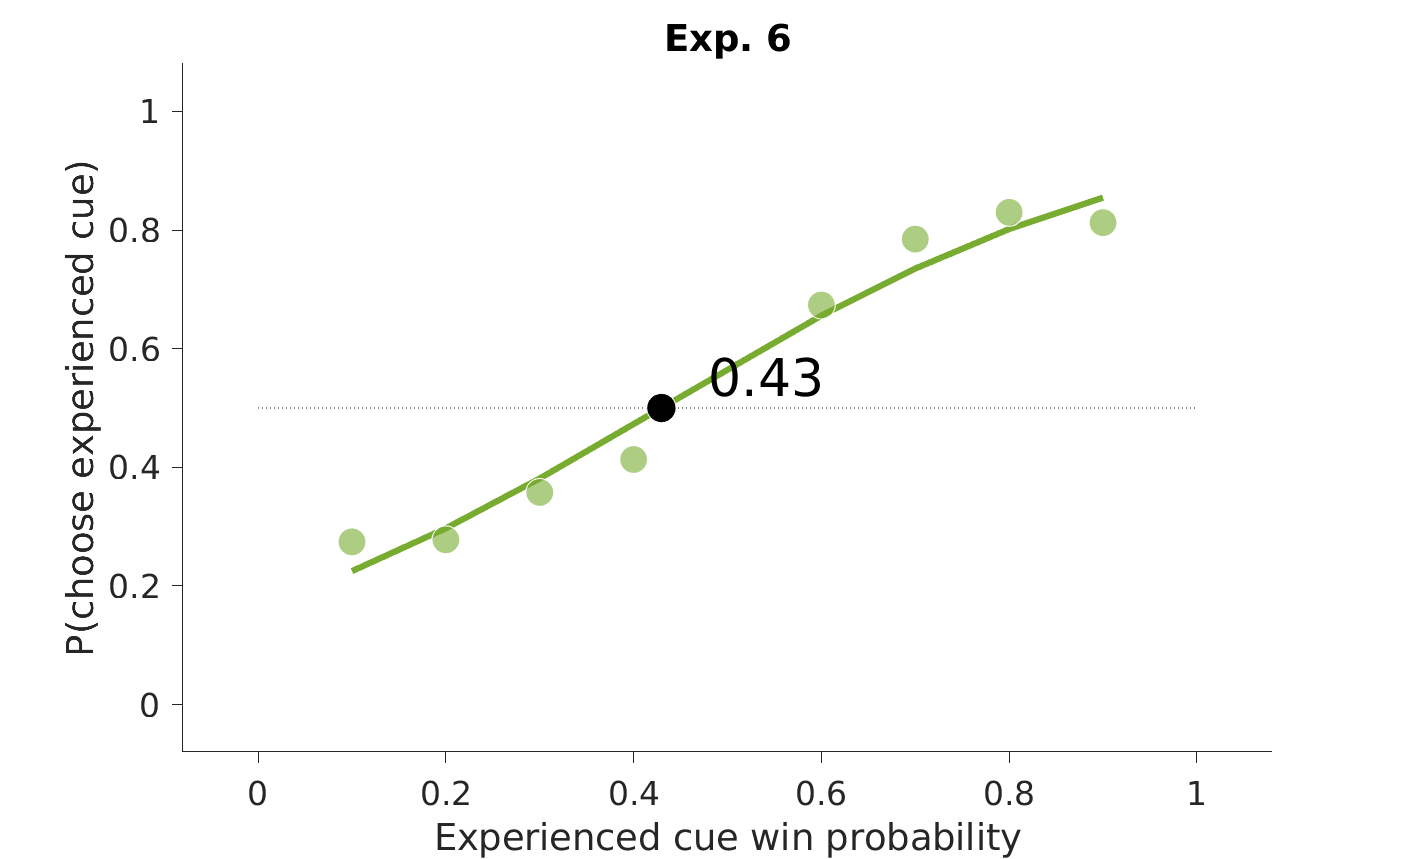 Exp. 6
P(choose experienced cue)
1
0.8
0.6
0.4
0.2
0
0.43
0 0.2 0.4 0.6 0.8 1
Experienced cue win probability